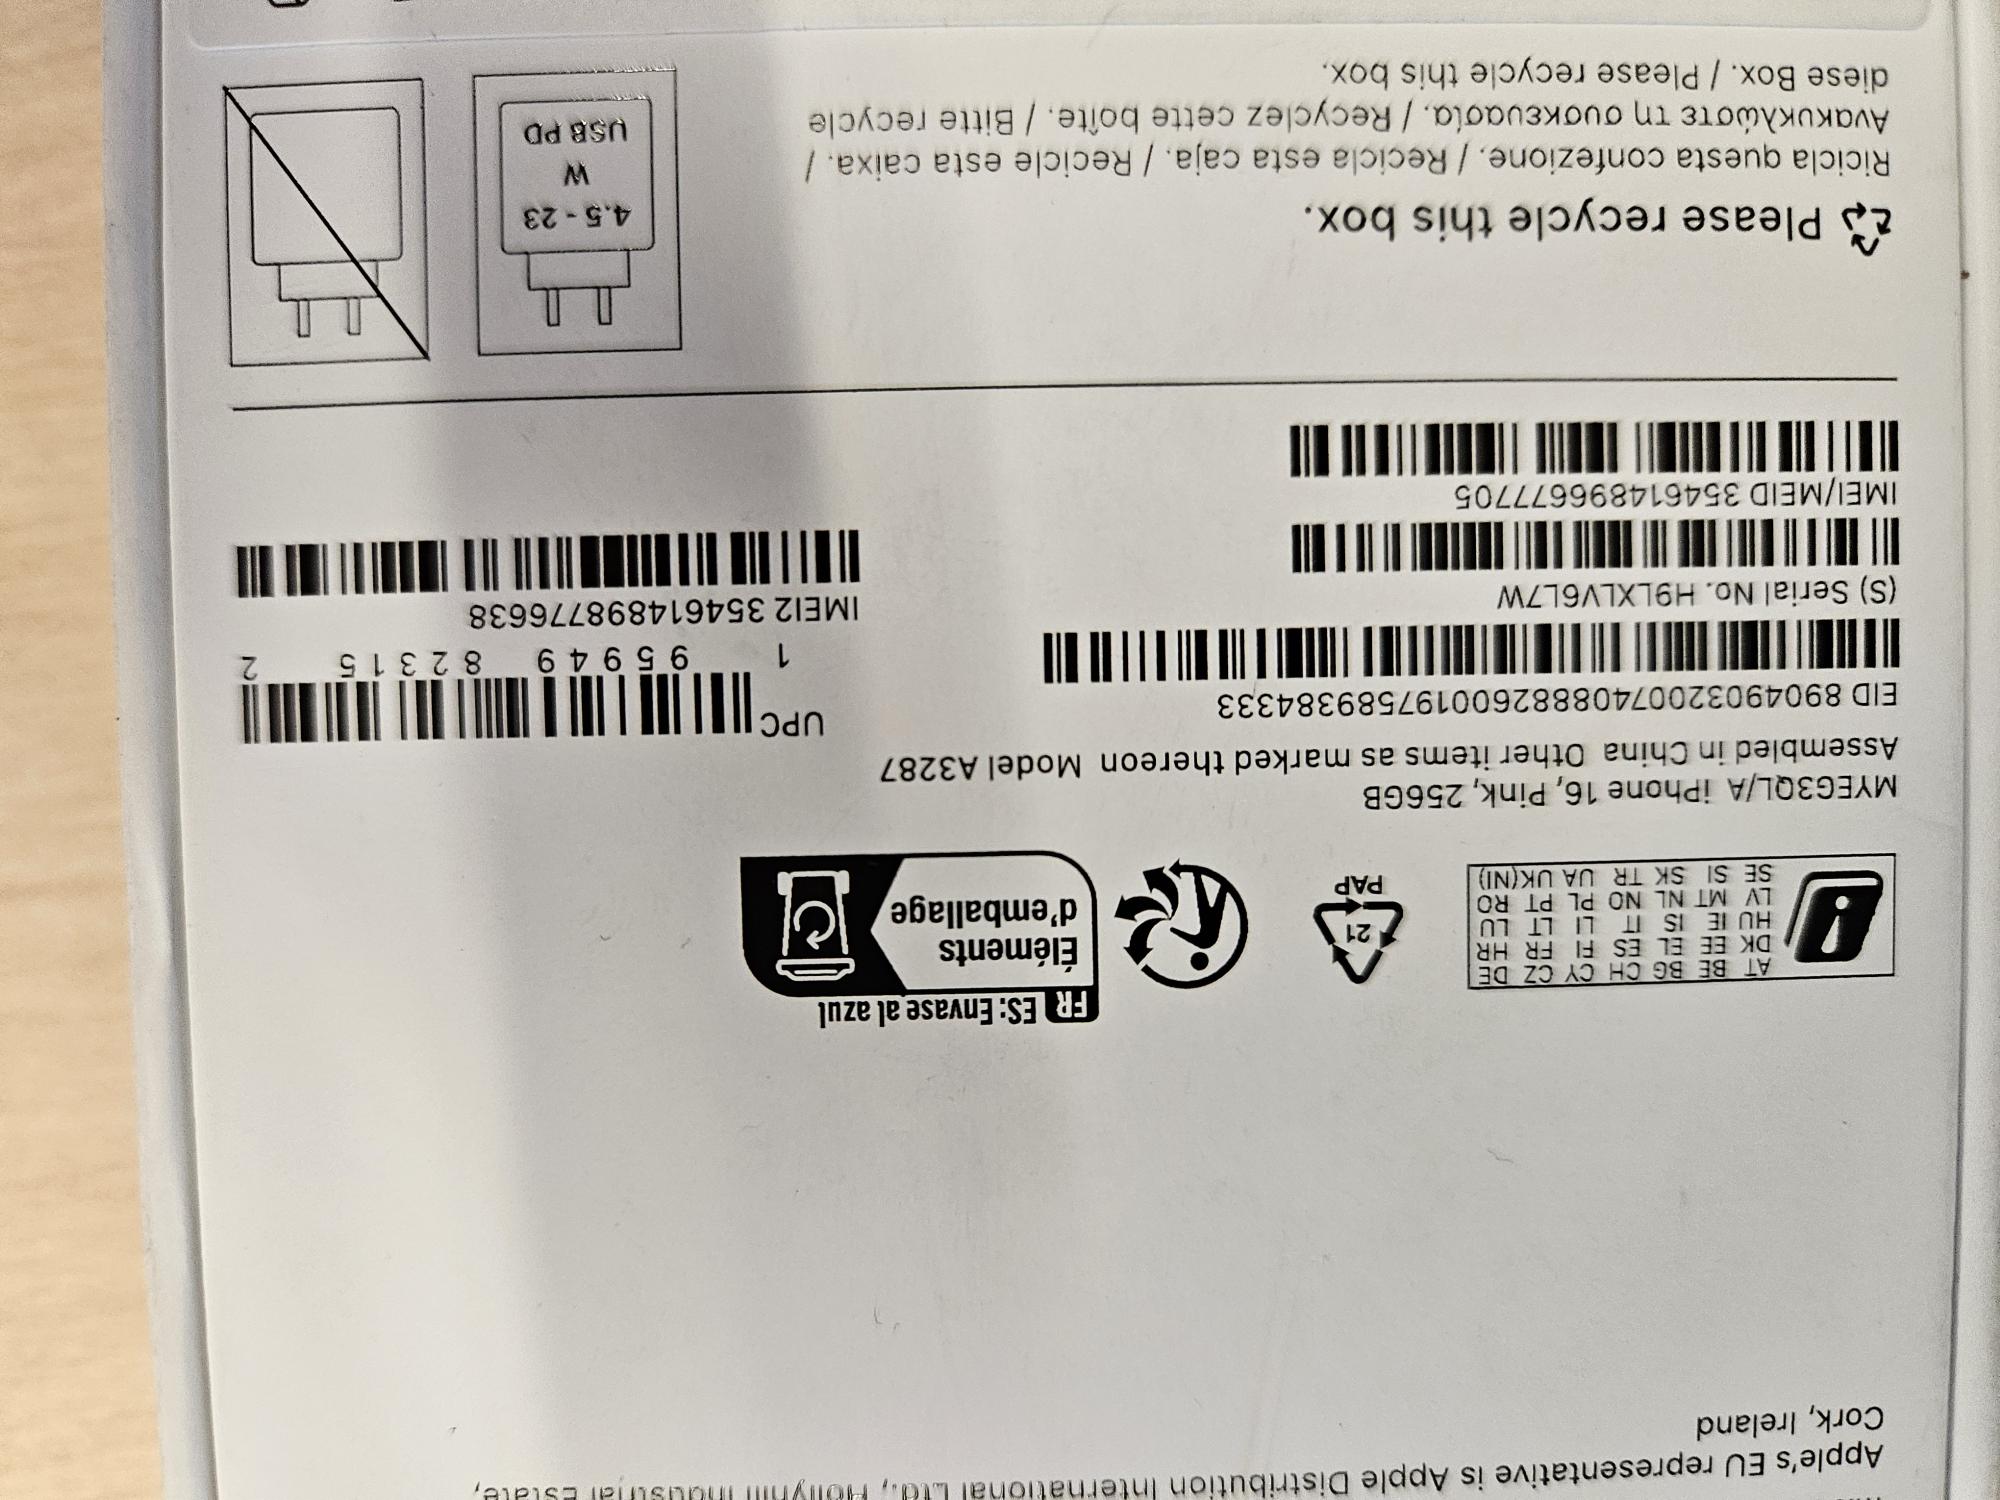 Apple's EU representative is Apple Distribution International Ltd., Hollyhill Industrial Estate,
Cork, Ireland
FR ES: Envase al azul
Éléments
d'emballage
21
PAP
AT BE BG CH CY CZ DE
DK EE EL ES FI FR HR
HU IE IS IT LI LT LU
LV MT NL NO PL PT RO
SE SI SK TR UA UK(NI)
MYEG3QL/A iPhone 16, Pink, 256GB
Assembled in China Other items as marked thereon Model A3287
EID 89049032007408882600197589384333
UPC
1 95949 82315 2
(S) Serial No. H9LXLV6L7W
IMEI2 354614898776638
IMEI/MEID 354614896677705
Please recycle this box.
Ricicla questa confezione. / Recicla esta caja. / Recicle esta caixa. /
Ανακυκλώστε τη συσκευασία. / Recyclez cette boîte. / Bitte recycle
diese Box. / Please recycle this box.
4.5 - 23
W
USB PD